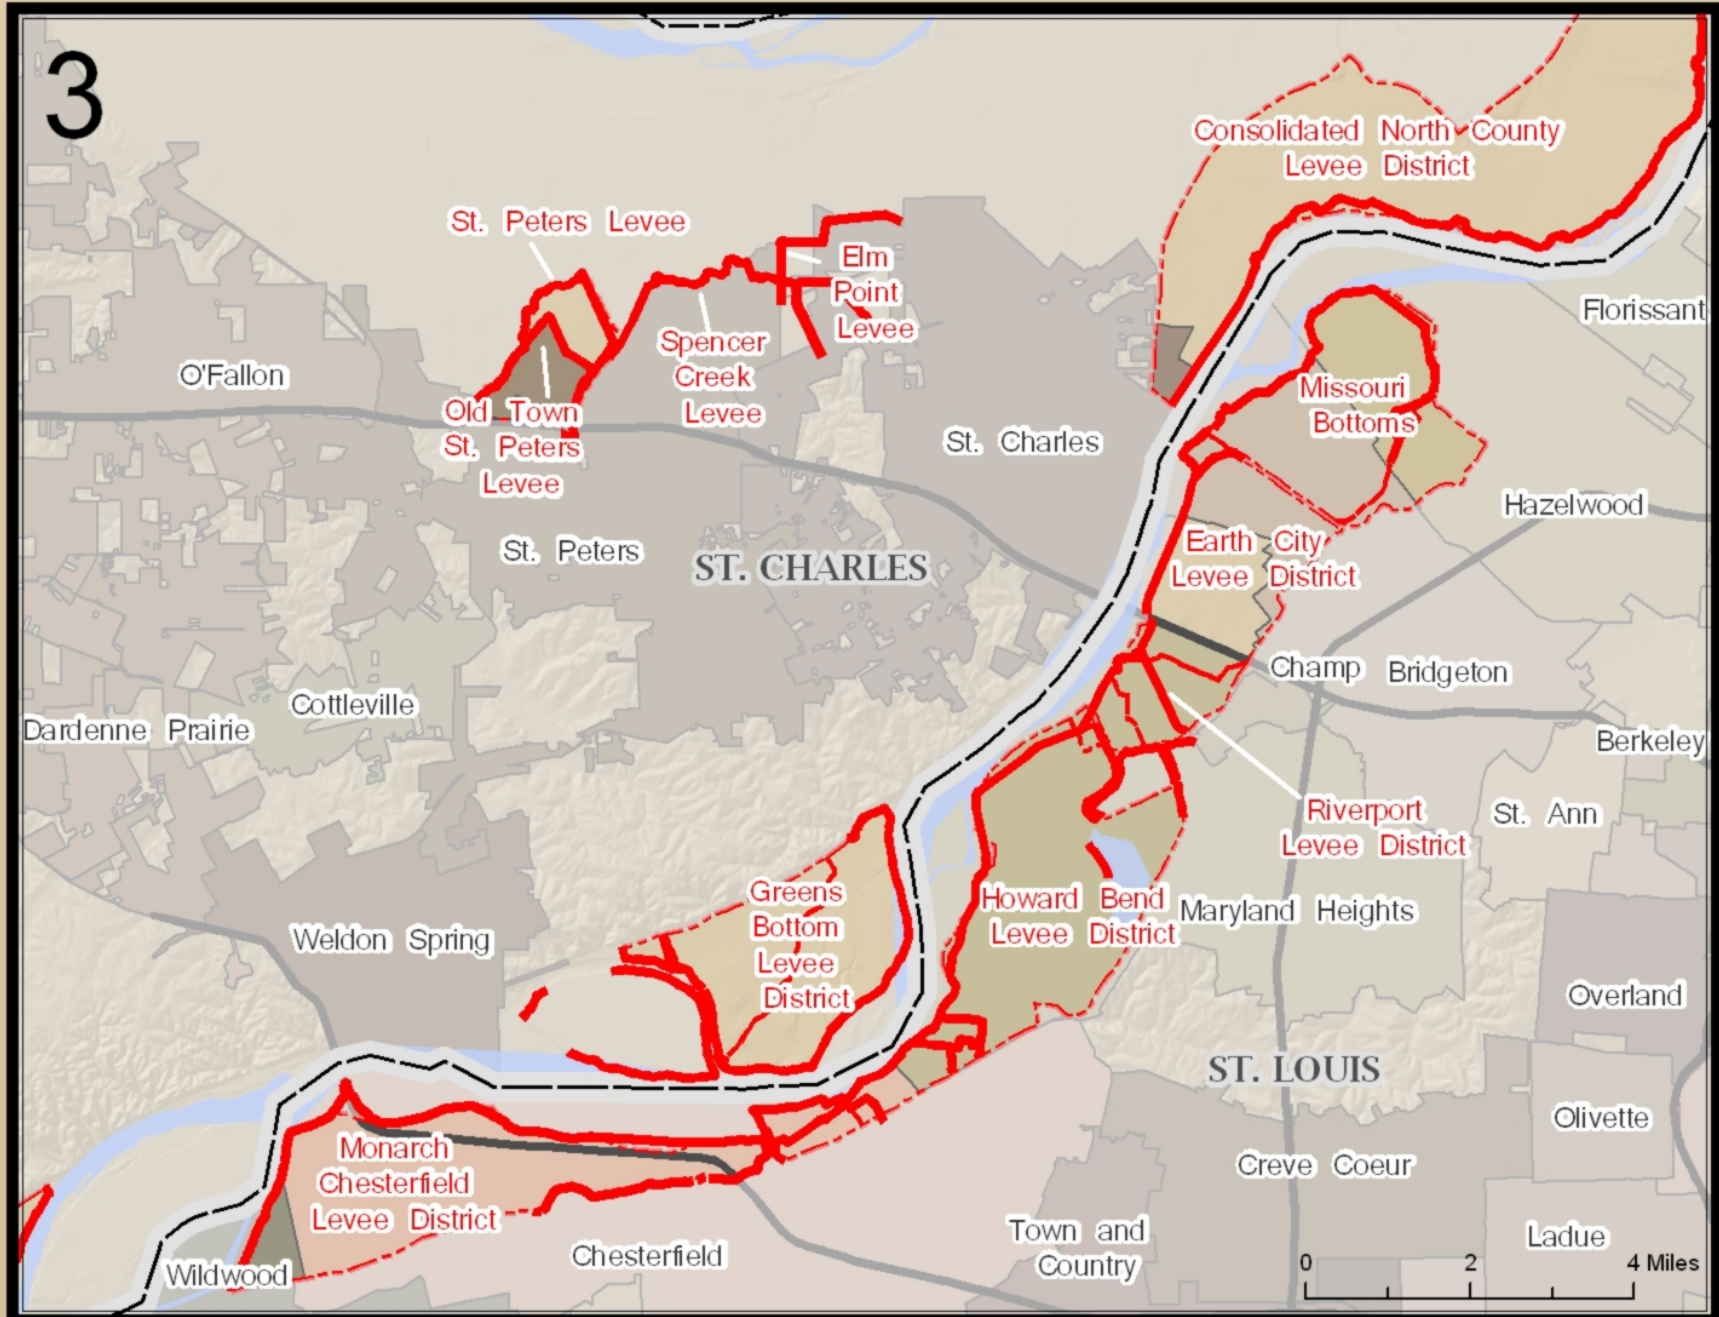 3
Consolidated North County
Levee District
St. Peters Levee
Elm
Point
Levee
Florissant
Spencer
Creek
Levee
O'Fallon
Missouri
Bottoms
Old Town
St. Peters
Levee
St. Charles
Hazelwood
St. Peters
ST. CHARLES
Earth City
Levee District
Champ
Bridgeton
Cottleville
Dardenne Prairie
Berkeley
Riverport
Levee District
St. Ann
Greens
Bottom
Levee
District
Howard Bend
Levee District
Maryland Heights
Weldon Spring
Overland
ST. LOUIS
Olivette
Monarch
Chesterfield
Levee District
Creve Coeur
Town and
Country
Ladue
Chesterfield
Wildwood
0 2 4 Miles